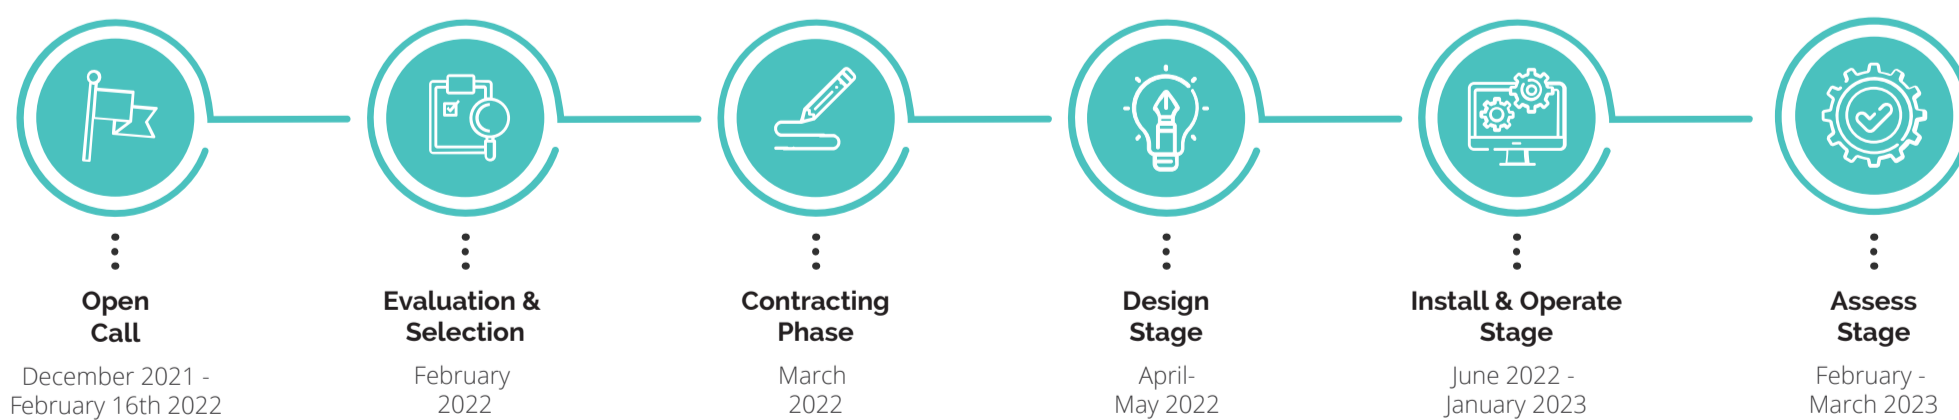 Open
Call
December 2021 -
February 16th 2022
Evaluation &
Selection
February
2022
Contracting
Phase
March
2022
Design
Stage
April-
May 2022
Install & Operate
Stage
June 2022 -
January 2023
Assess
Stage
February -
March 2023